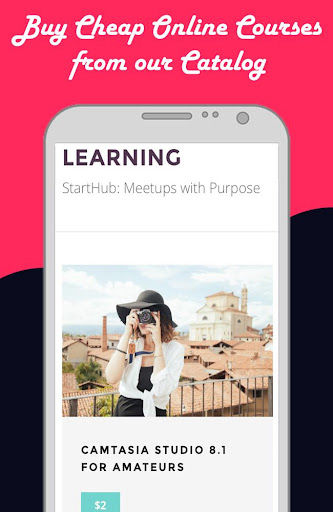 Buy Cheap Online Courses
from our Catalog
LEARNING
StartHub: Meetups with Purpose
CAMTASIA STUDIO 8.1
FOR AMATEURS
$2